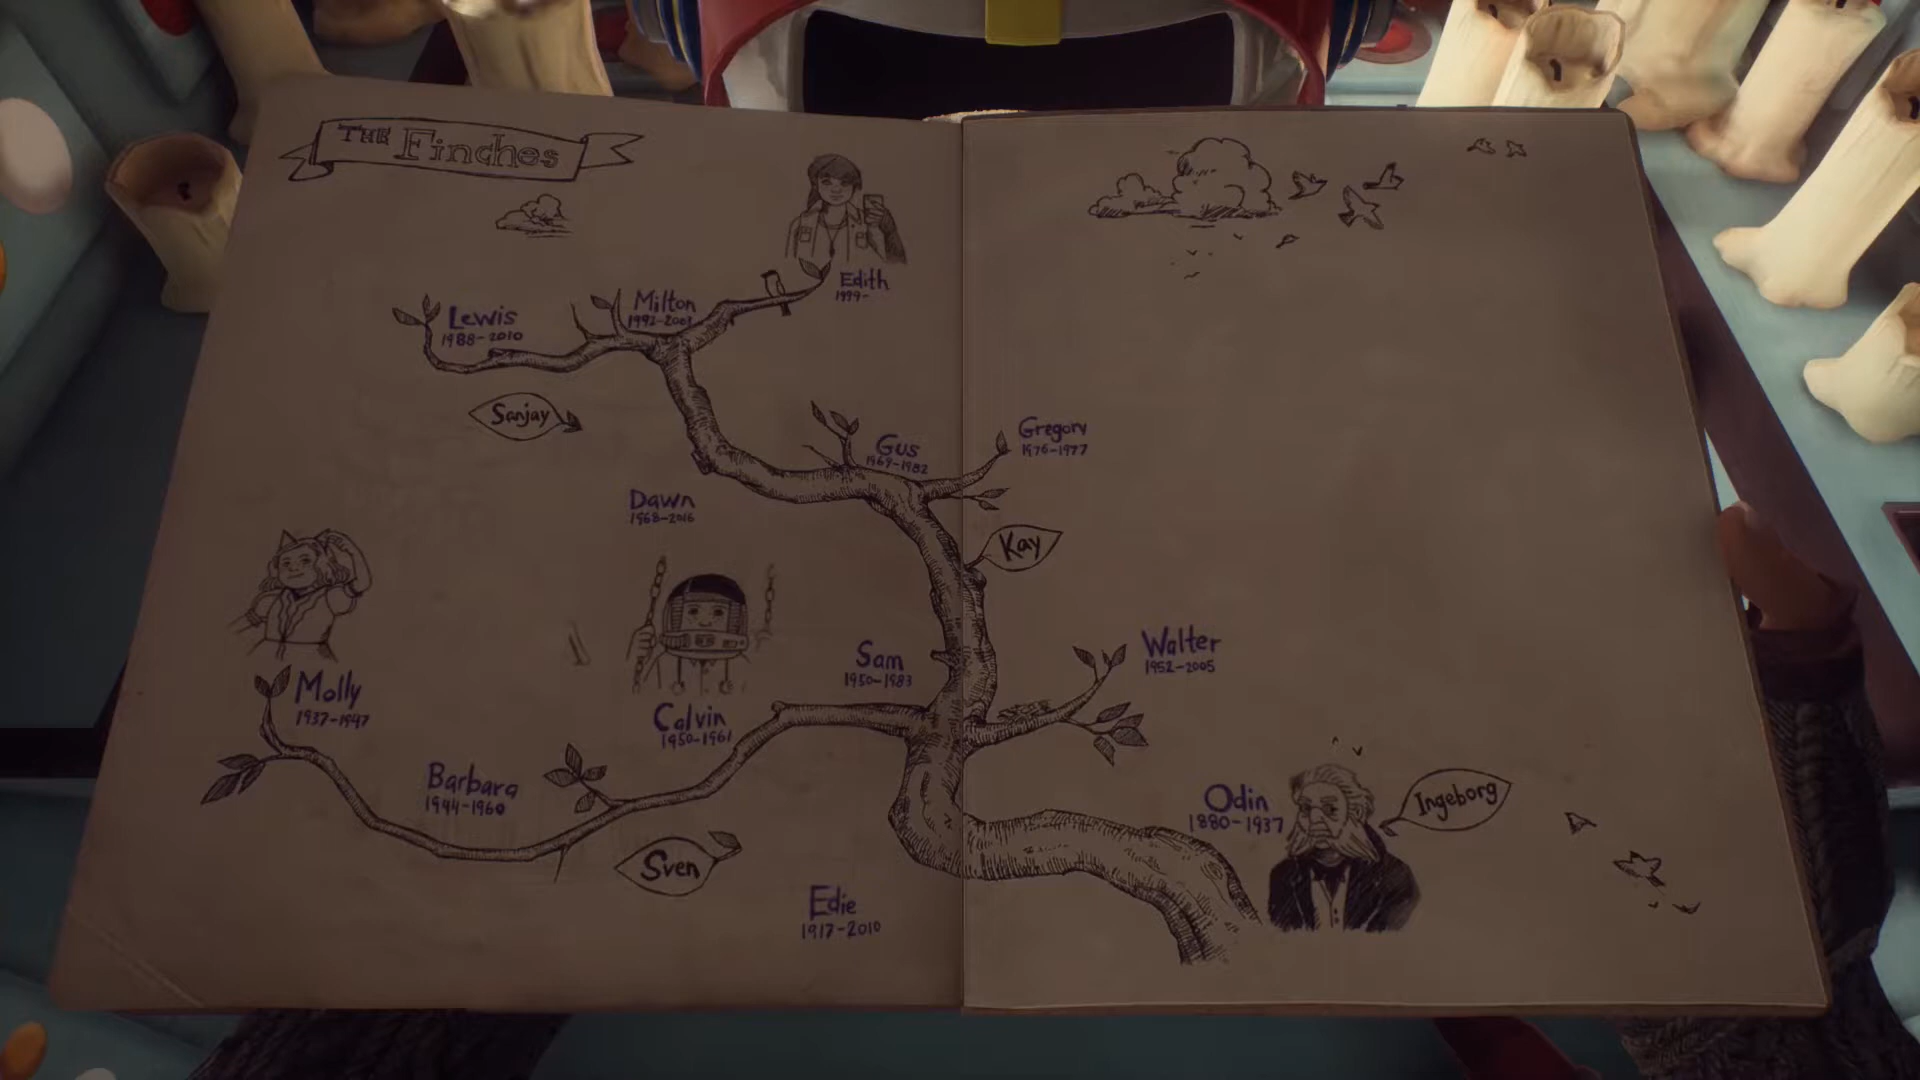 THE Finches
Edith
1999-
Lewis
1988-2010
Milton
1992-2003
Sanjay
Gus
1969-1982
Gregory
1976-1977
Dawn
1968-2016
Kay
Sam
1950-1983
Walter
1952-2005
Molly
1937-1947
Calvin
1950-1961
Barbara
1944-1960
Odin
1880-1937
Ingeborg
Sven
Edie
1917-2010